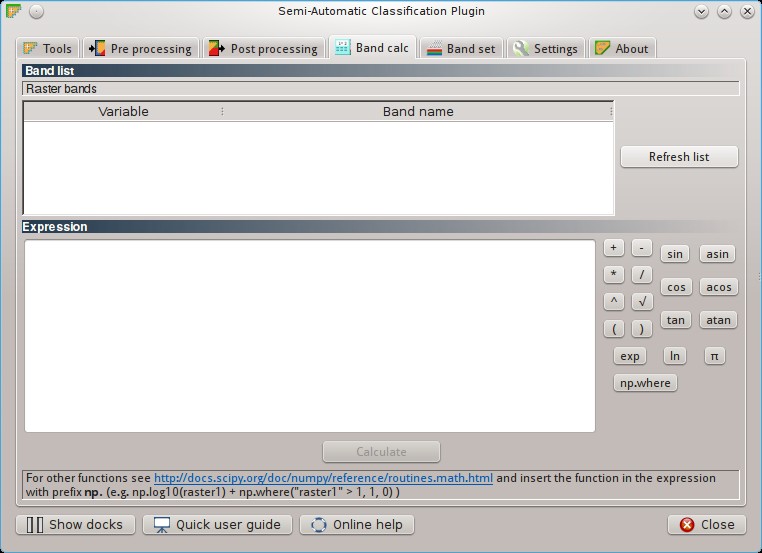 Semi-Automatic Classification Plugin
Tools Pre processing Post processing Band calc Band set Settings About
Band list
Raster bands
Variable Band name
Refresh list
Expression
+ - sin asin
* / cos acos
^ √
( ) tan atan
exp ln π
np.where
Calculate
For other functions see http://docs.scipy.org/doc/numpy/reference/routines.math.html and insert the function in the expression
with prefix np. (e.g. np.log10(raster1) + np.where("raster1" > 1, 1, 0) )
Show docks Quick user guide Online help Close